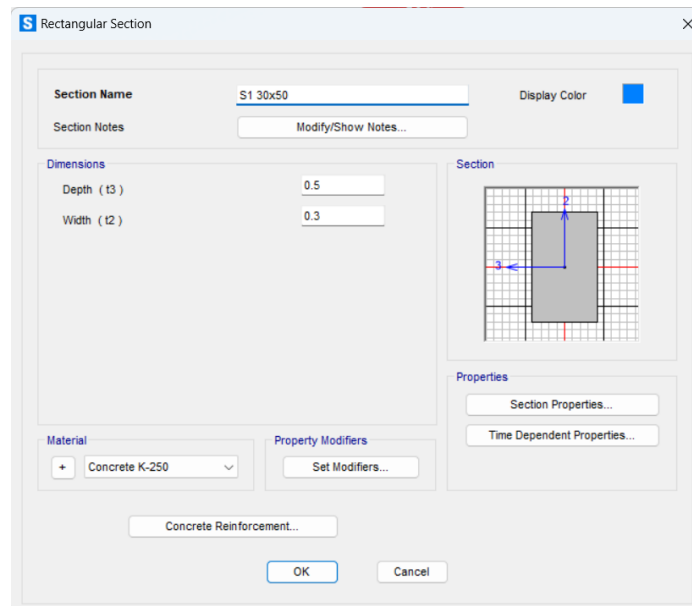 S Rectangular Section
Section Name S1 30x50 Display Color
Section Notes Modify/Show Notes...
Dimensions
Depth ( t3 ) 0.5
Width ( t2 ) 0.3
Section
2
3
Properties
Section Properties...
Time Dependent Properties...
Material
+ Concrete K-250
Property Modifiers
Set Modifiers...
Concrete Reinforcement...
OK Cancel